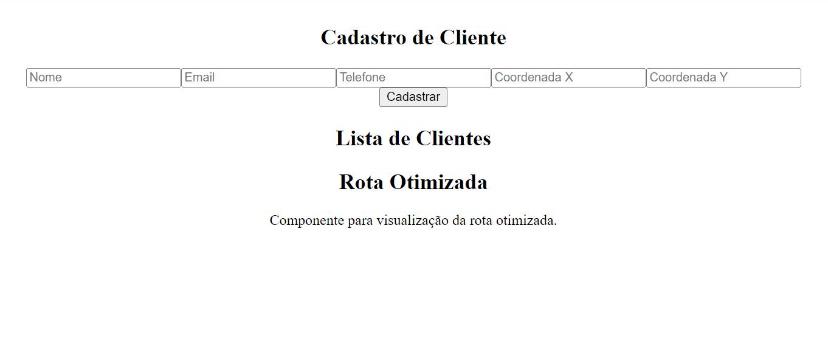 Cadastro de Cliente
Nome Email Telefone Coordenada X Coordenada Y
Cadastrar
Lista de Clientes
Rota Otimizada
Componente para visualização da rota otimizada.